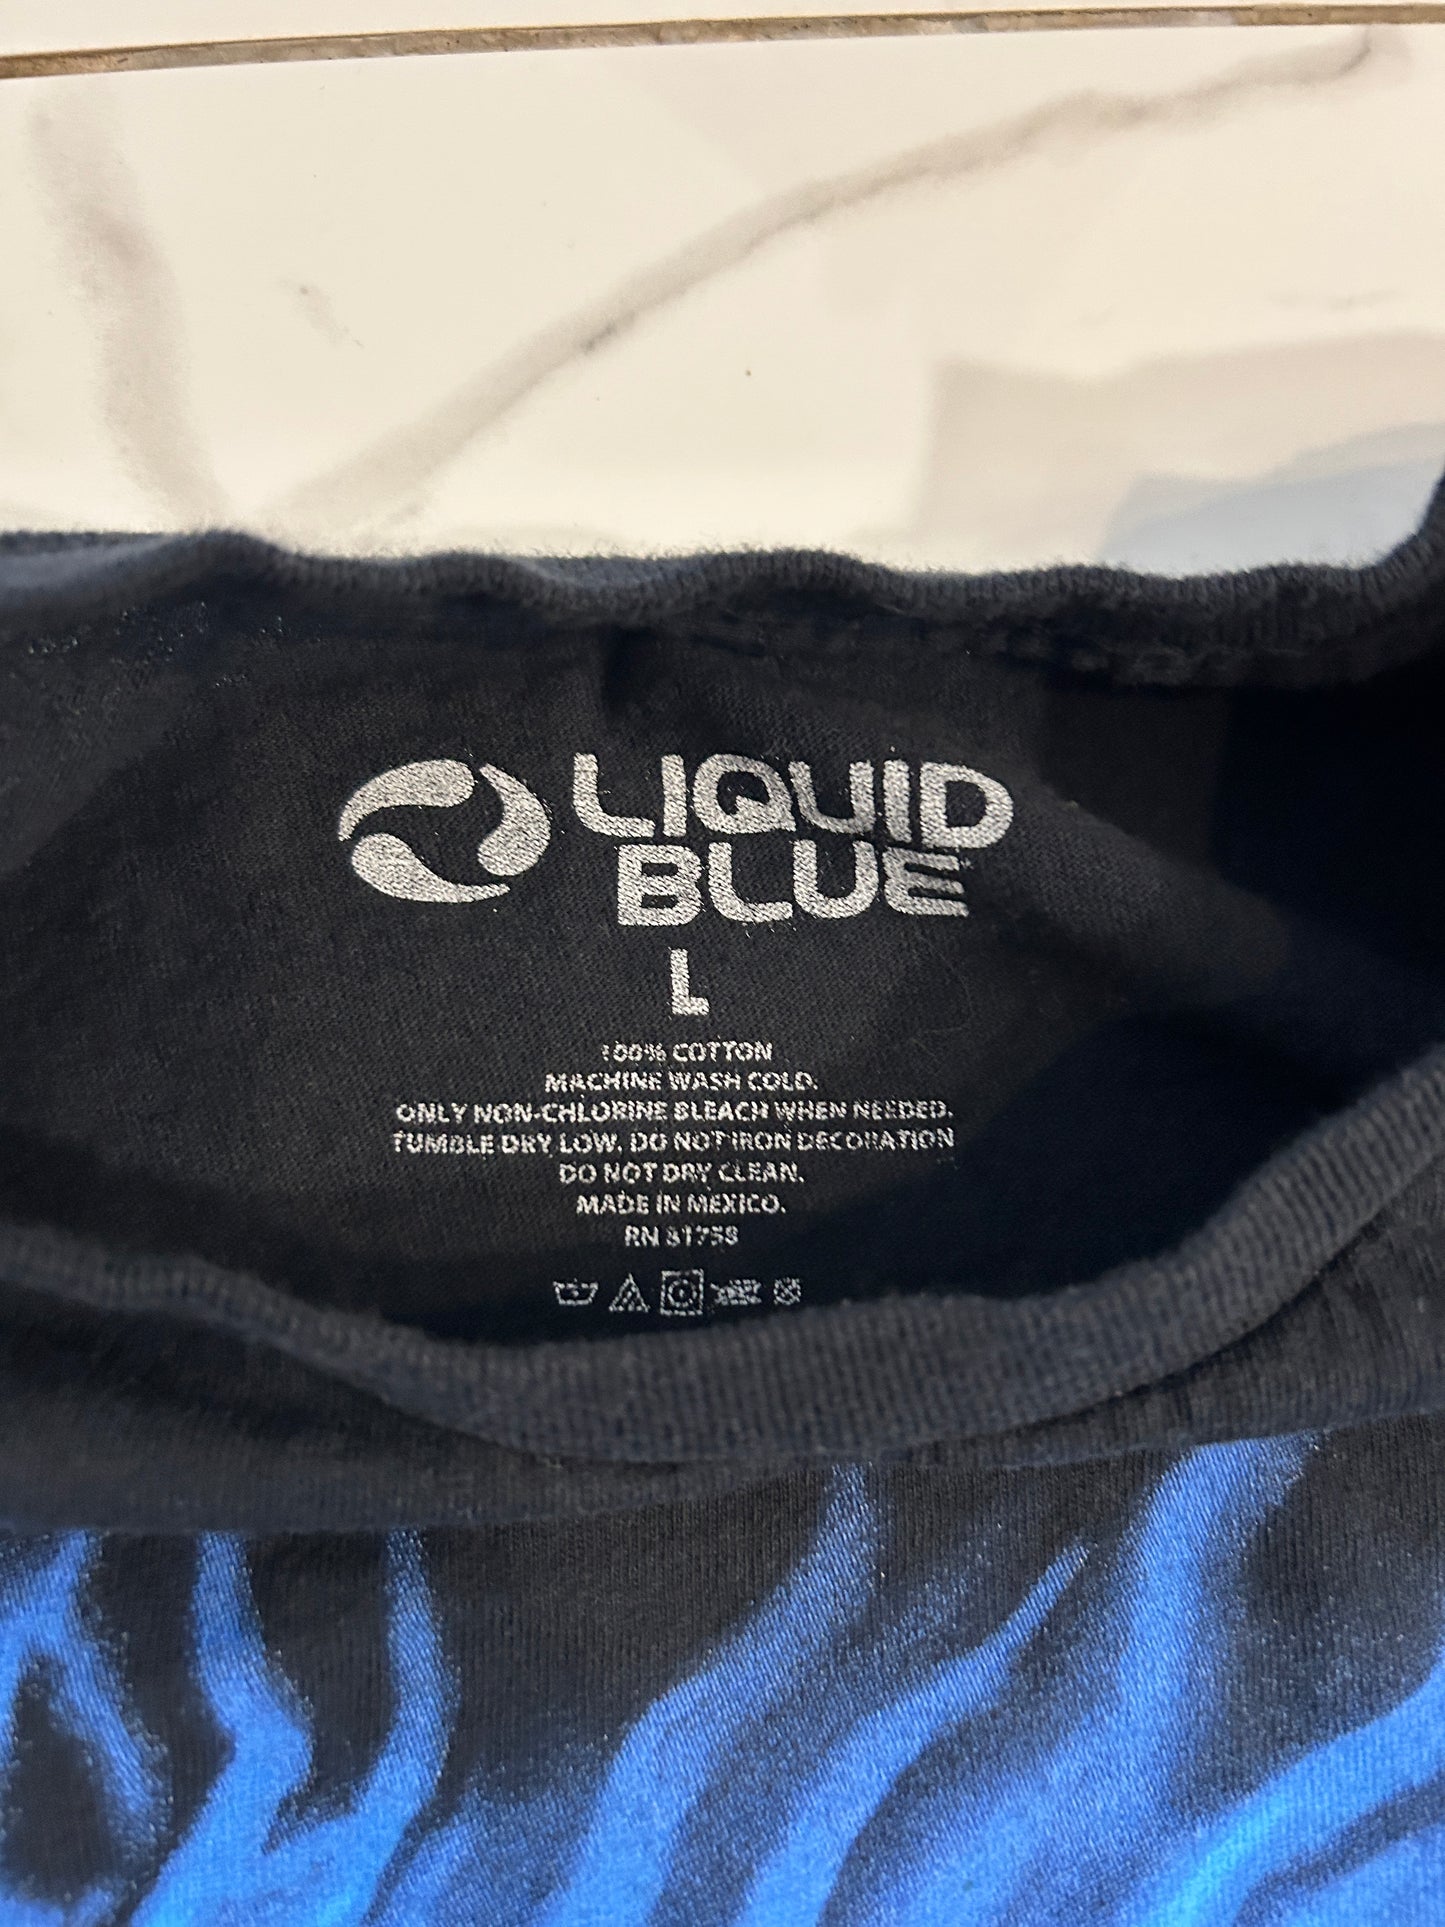 LIQUID
BLUE
L
100% COTTON
MACHINE WASH COLD.
ONLY NON-CHLORINE BLEACH WHEN NEEDED.
TUMBLE DRY LOW. DO NOT IRON DECORATION
DO NOT DRY CLEAN.
MADE IN MEXICO.
RN 81758